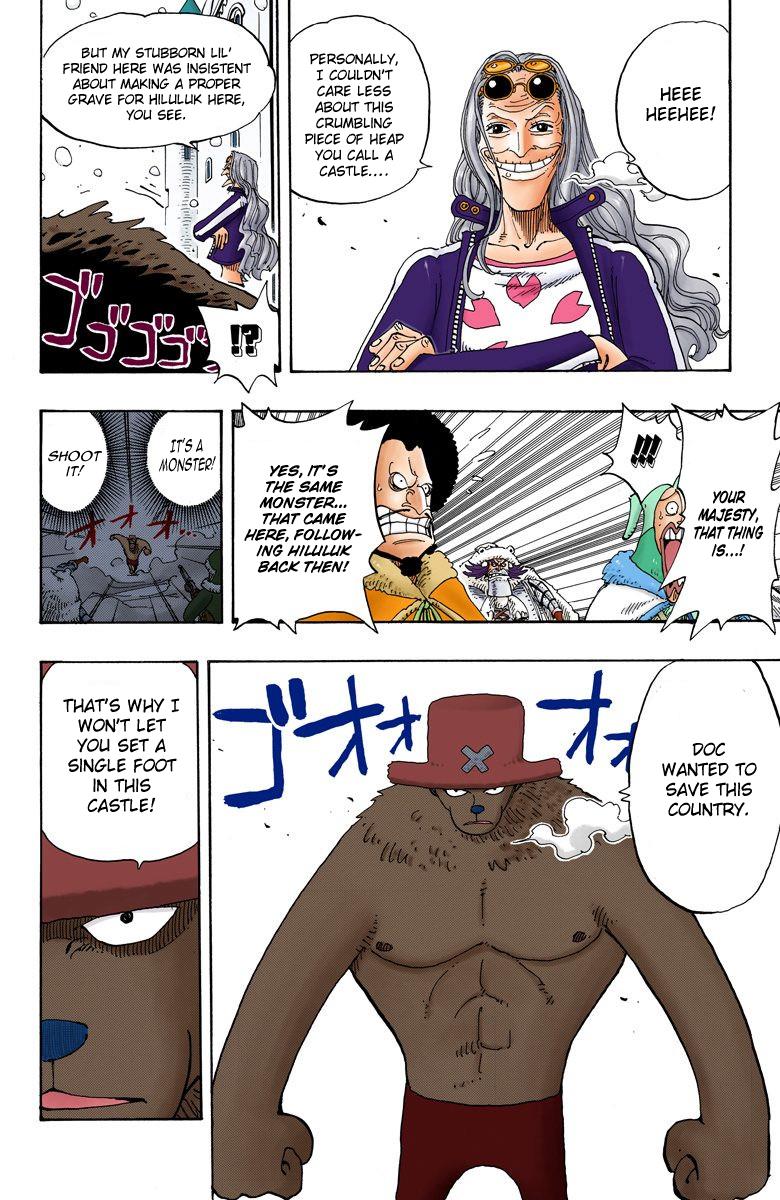 HEEE
HEEHEE!
PERSONALLY,
I COULDN'T
CARE LESS
ABOUT THIS
CRUMBLING
PIECE OF HEAP
YOU CALL A
CASTLE....
BUT MY STUBBORN LIL'
FRIEND HERE WAS INSISTENT
ABOUT MAKING A PROPER
GRAVE FOR HILULUK HERE,
YOU SEE.
ゴゴゴゴ
!?
YOUR
MAJESTY,
THAT THING
IS...!
!!!
YES, IT'S
THE SAME
MONSTER...
THAT CAME
HERE, FOLLOW-
ING HILULUK
BACK THEN!
IT'S A
MONSTER!
SHOOT
IT!
オオォ
DOC
WANTED TO
SAVE THIS
COUNTRY.
ゴオオォオオ
THAT'S WHY I
WON'T LET
YOU SET A
SINGLE FOOT
IN THIS
CASTLE!